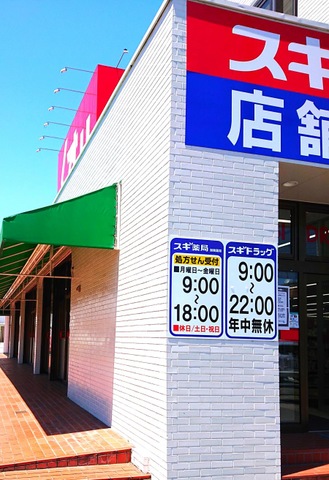 スギ
店舗
スギ薬局
処方せん受付
■月曜日～金曜日
9:00
～
18:00
■休日/土日・祝日
スギドラッグ
9:00
～
22:00
年中無休